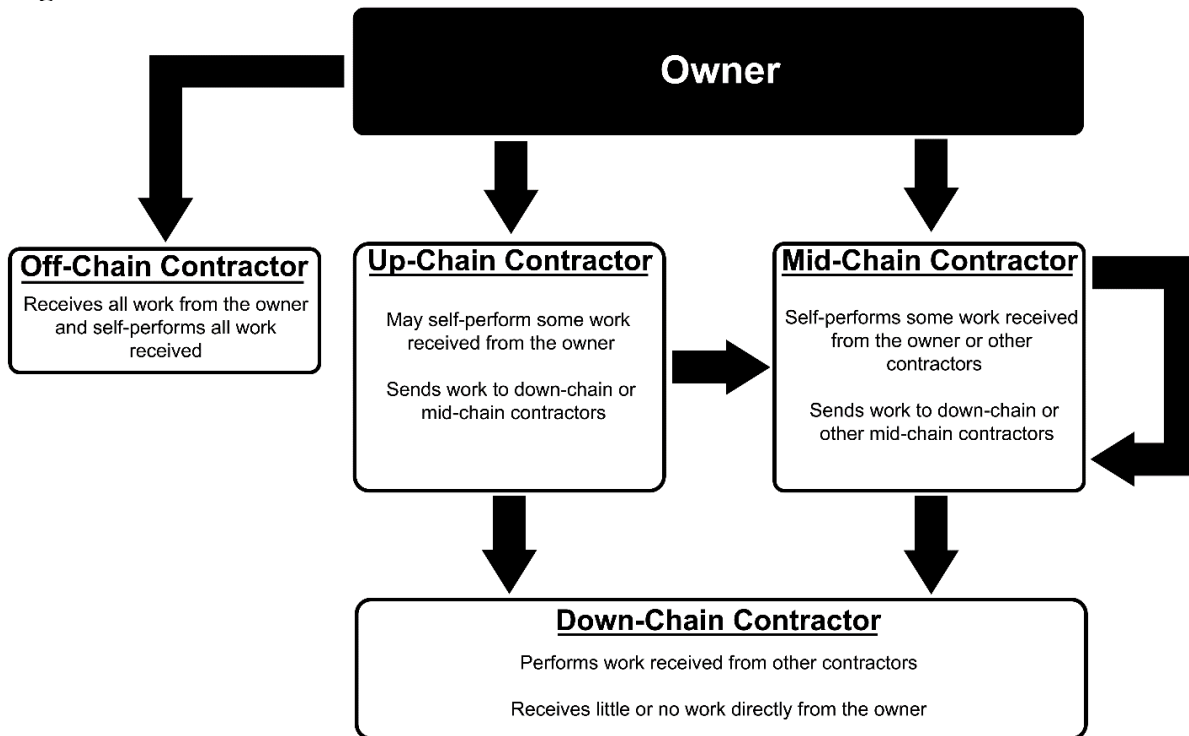 Owner
Off-Chain Contractor
Receives all work from the owner
and self-performs all work
received
Up-Chain Contractor
May self-perform some work
received from the owner
Sends work to down-chain or
mid-chain contractors
Mid-Chain Contractor
Self-performs some work received
from the owner or other
contractors
Sends work to down-chain or
other mid-chain contractors
Down-Chain Contractor
Performs work received from other contractors
Receives little or no work directly from the owner